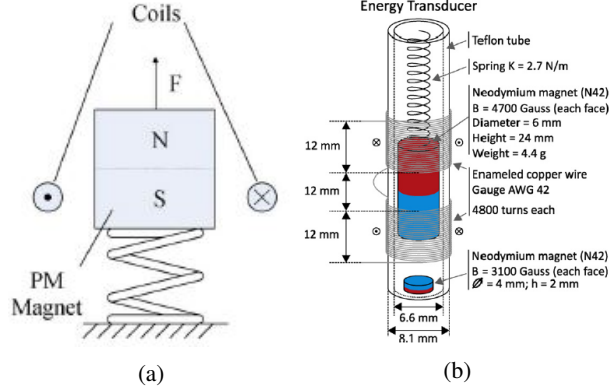 Coils
F
N
S
PM
Magnet
(a)
Energy Transducer
Teflon tube
Spring K = 2.7 N/m
Neodymium magnet (N42)
B = 4700 Gauss (each face)
Diameter = 6 mm
Height = 24 mm
Weight = 4.4 g
12 mm
12 mm
12 mm
Enameled copper wire
Gauge AWG 42
4800 turns each
Neodymium magnet (N42)
B = 3100 Gauss (each face)
Ø = 4 mm; h = 2 mm
6.6 mm
8.1 mm
(b)